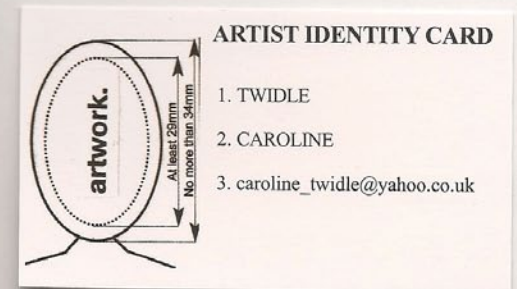 ARTIST IDENTITY CARD
1. TWIDLE
2. CAROLINE
3. caroline_twidle@yahoo.co.uk
artwork.
At least 29mm
No more than 34mm